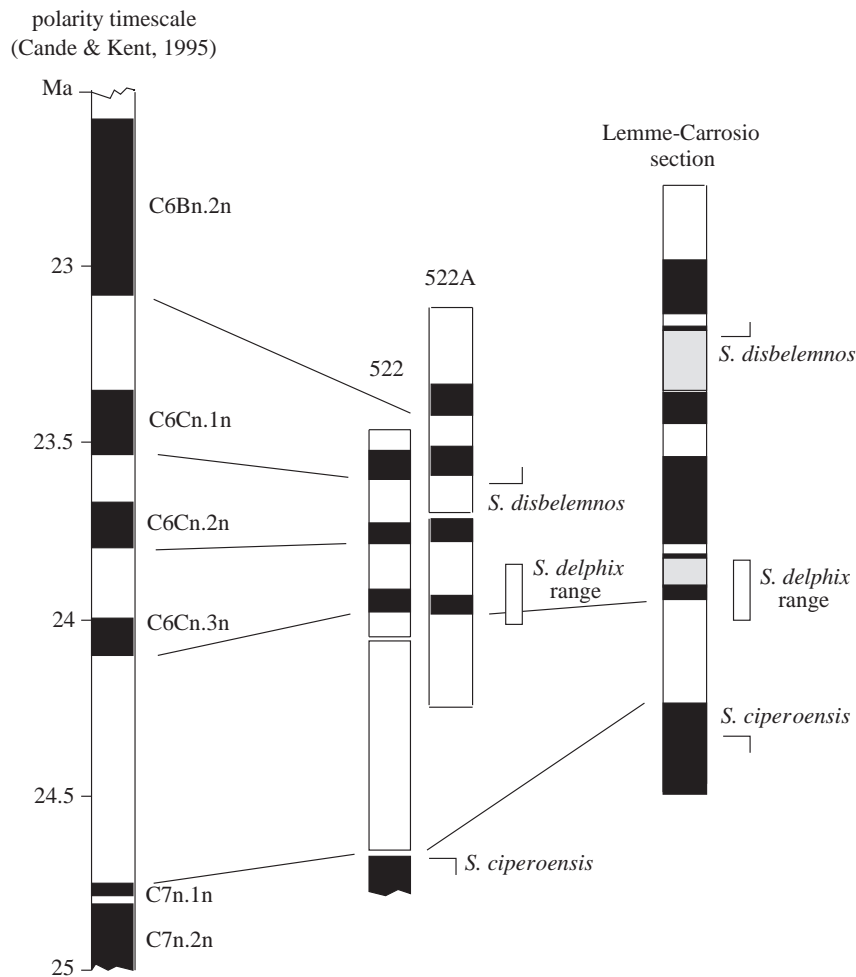 polarity timescale
(Cande & Kent, 1995)
Ma
Lemme-Carrosio
section
C6Bn.2n
23
522A
S. disbelemnos
522
C6Cn.1n
23.5
S. disbelemnos
C6Cn.2n
S. delphix
range
S. delphix
range
24
C6Cn.3n
S. ciperoensis
24.5
S. ciperoensis
C7n.1n
C7n.2n
25